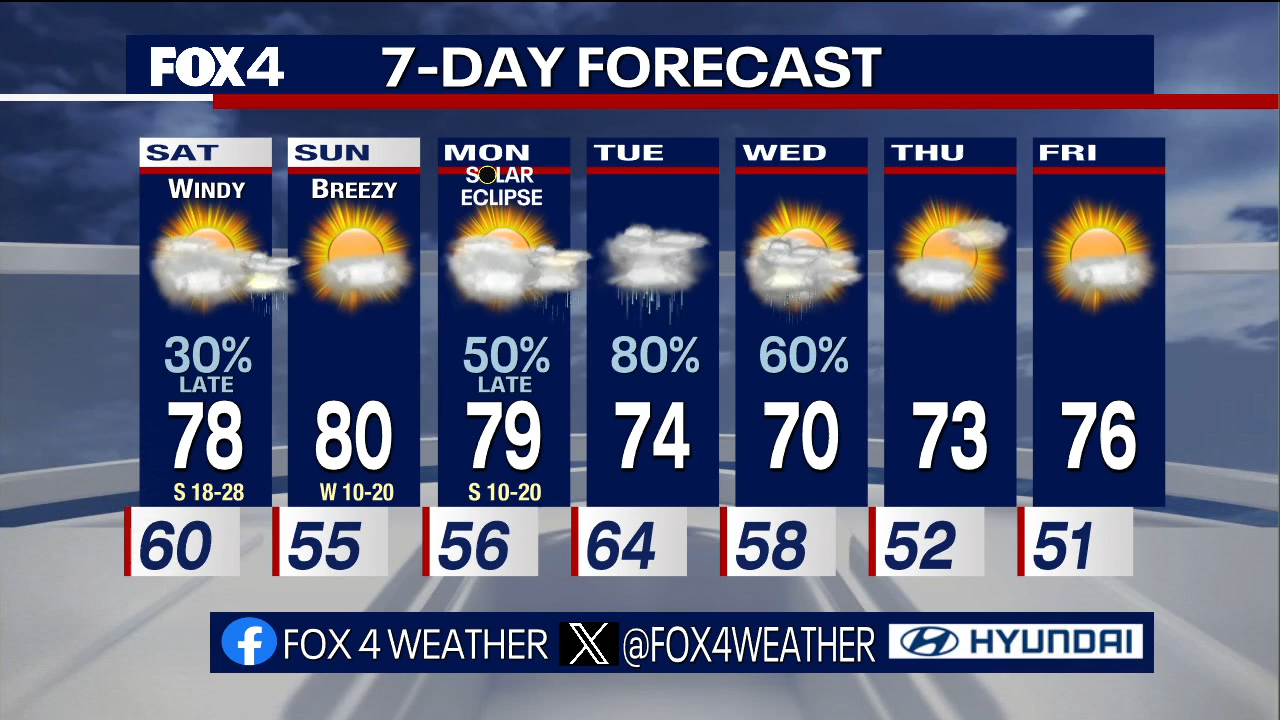 FOX4 7-DAY FORECAST
SAT SUN MON TUE WED THU FRI
WINDY BREEZY SOLAR
ECLIPSE
30% 50% 80% 60%
LATE LATE
78 80 79 74 70 73 76
S 18-28 W 10-20 S 10-20
60 55 56 64 58 52 51
f FOX 4 WEATHER X @FOX4WEATHER HYUNDAI